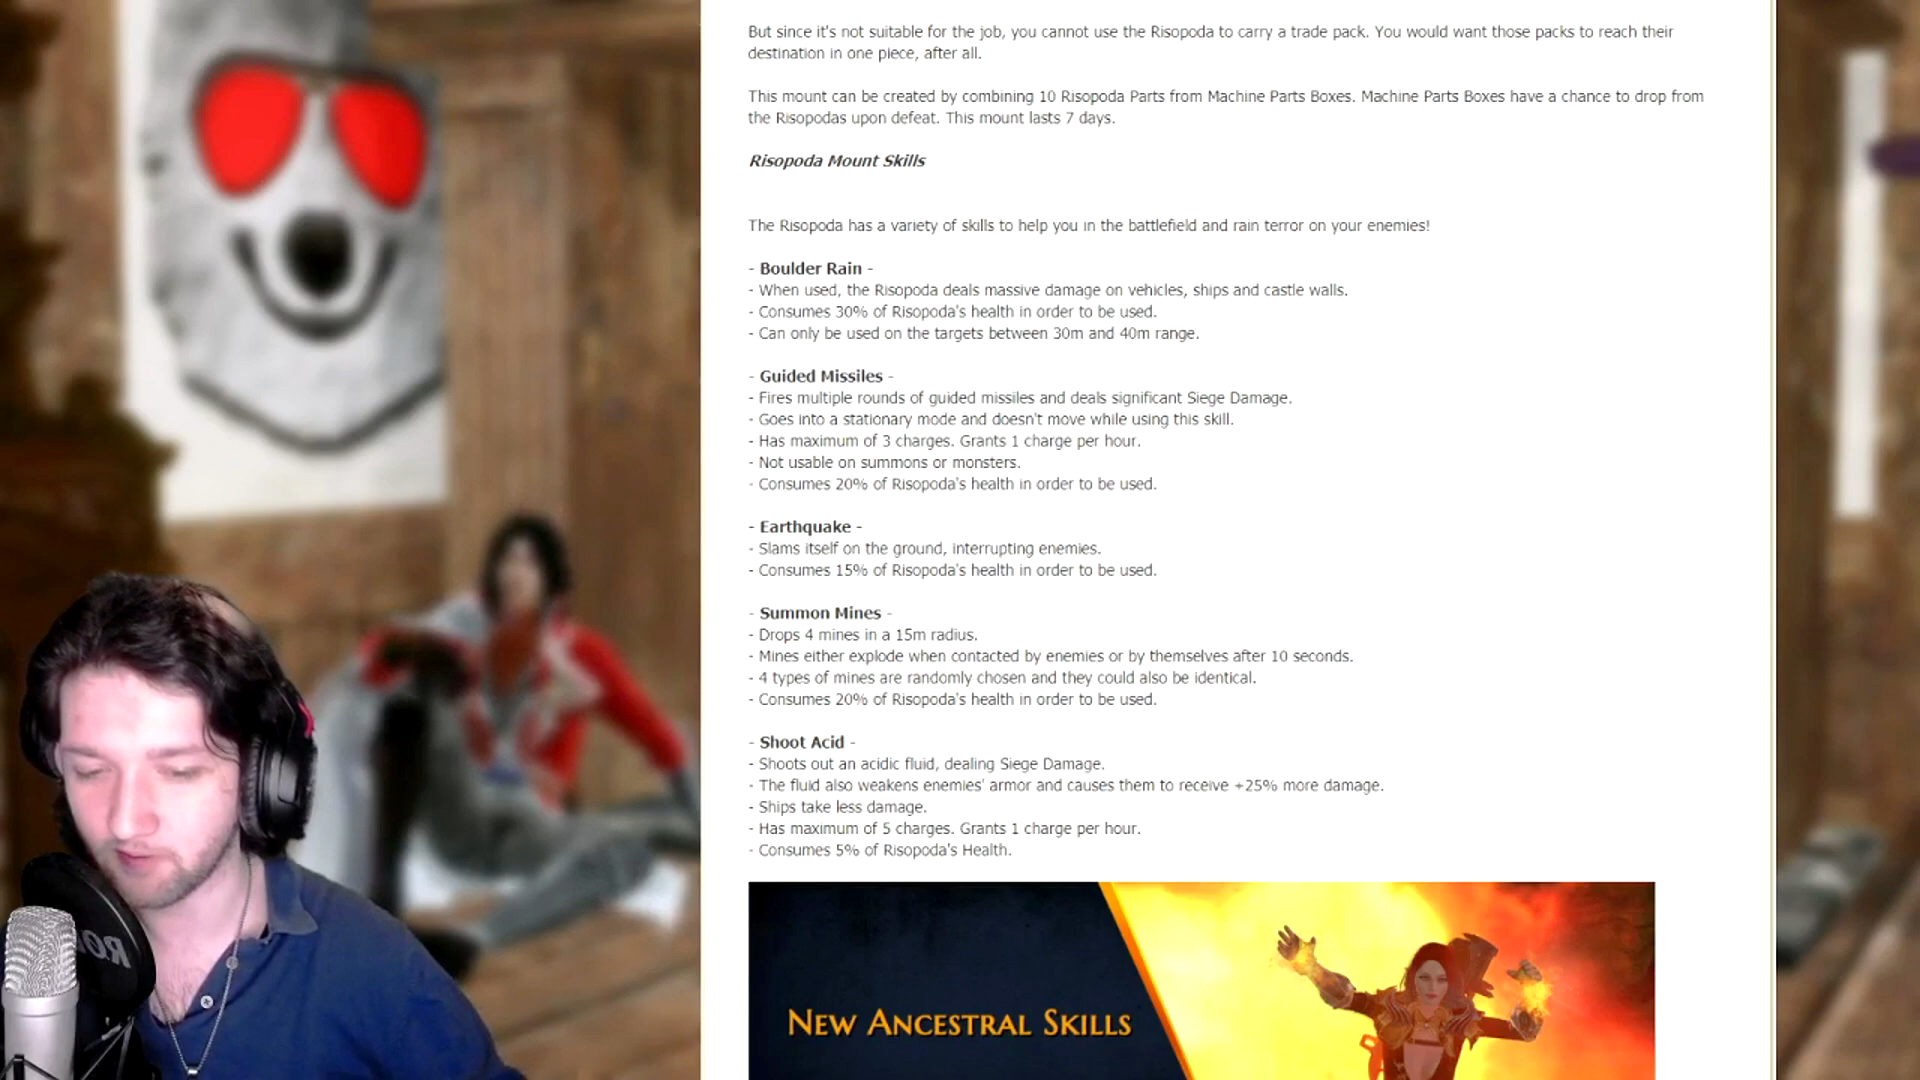 But since it's not suitable for the job, you cannot use the Risopoda to carry a trade pack. You would want those packs to reach their
destination in one piece, after all.
This mount can be created by combining 10 Risopoda Parts from Machine Parts Boxes. Machine Parts Boxes have a chance to drop from
the Risopodas upon defeat. This mount lasts 7 days.
Risopoda Mount Skills
The Risopoda has a variety of skills to help you in the battlefield and rain terror on your enemies!
- Boulder Rain -
- When used, the Risopoda deals massive damage on vehicles, ships and castle walls.
- Consumes 30% of Risopoda's health in order to be used.
- Can only be used on the targets between 30m and 40m range.
- Guided Missiles -
- Fires multiple rounds of guided missiles and deals significant Siege Damage.
- Goes into a stationary mode and doesn't move while using this skill.
- Has maximum of 3 charges. Grants 1 charge per hour.
- Not usable on summons or monsters.
- Consumes 20% of Risopoda's health in order to be used.
- Earthquake -
- Slams itself on the ground, interrupting enemies.
- Consumes 15% of Risopoda's health in order to be used.
- Summon Mines -
- Drops 4 mines in a 15m radius.
- Mines either explode when contacted by enemies or by themselves after 10 seconds.
- 4 types of mines are randomly chosen and they could also be identical.
- Consumes 20% of Risopoda's health in order to be used.
- Shoot Acid -
- Shoots out an acidic fluid, dealing Siege Damage.
- The fluid also weakens enemies' armor and causes them to receive +25% more damage.
- Ships take less damage.
- Has maximum of 5 charges. Grants 1 charge per hour.
- Consumes 5% of Risopoda's Health.
NEW ANCESTRAL SKILLS